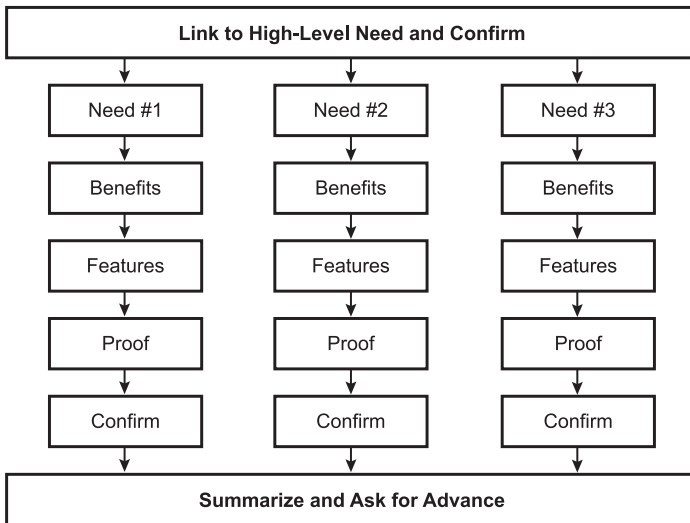 Link to High-Level Need and Confirm
Need #1
Need #2
Need #3
Benefits
Benefits
Benefits
Features
Features
Features
Proof
Proof
Proof
Confirm
Confirm
Confirm
Summarize and Ask for Advance